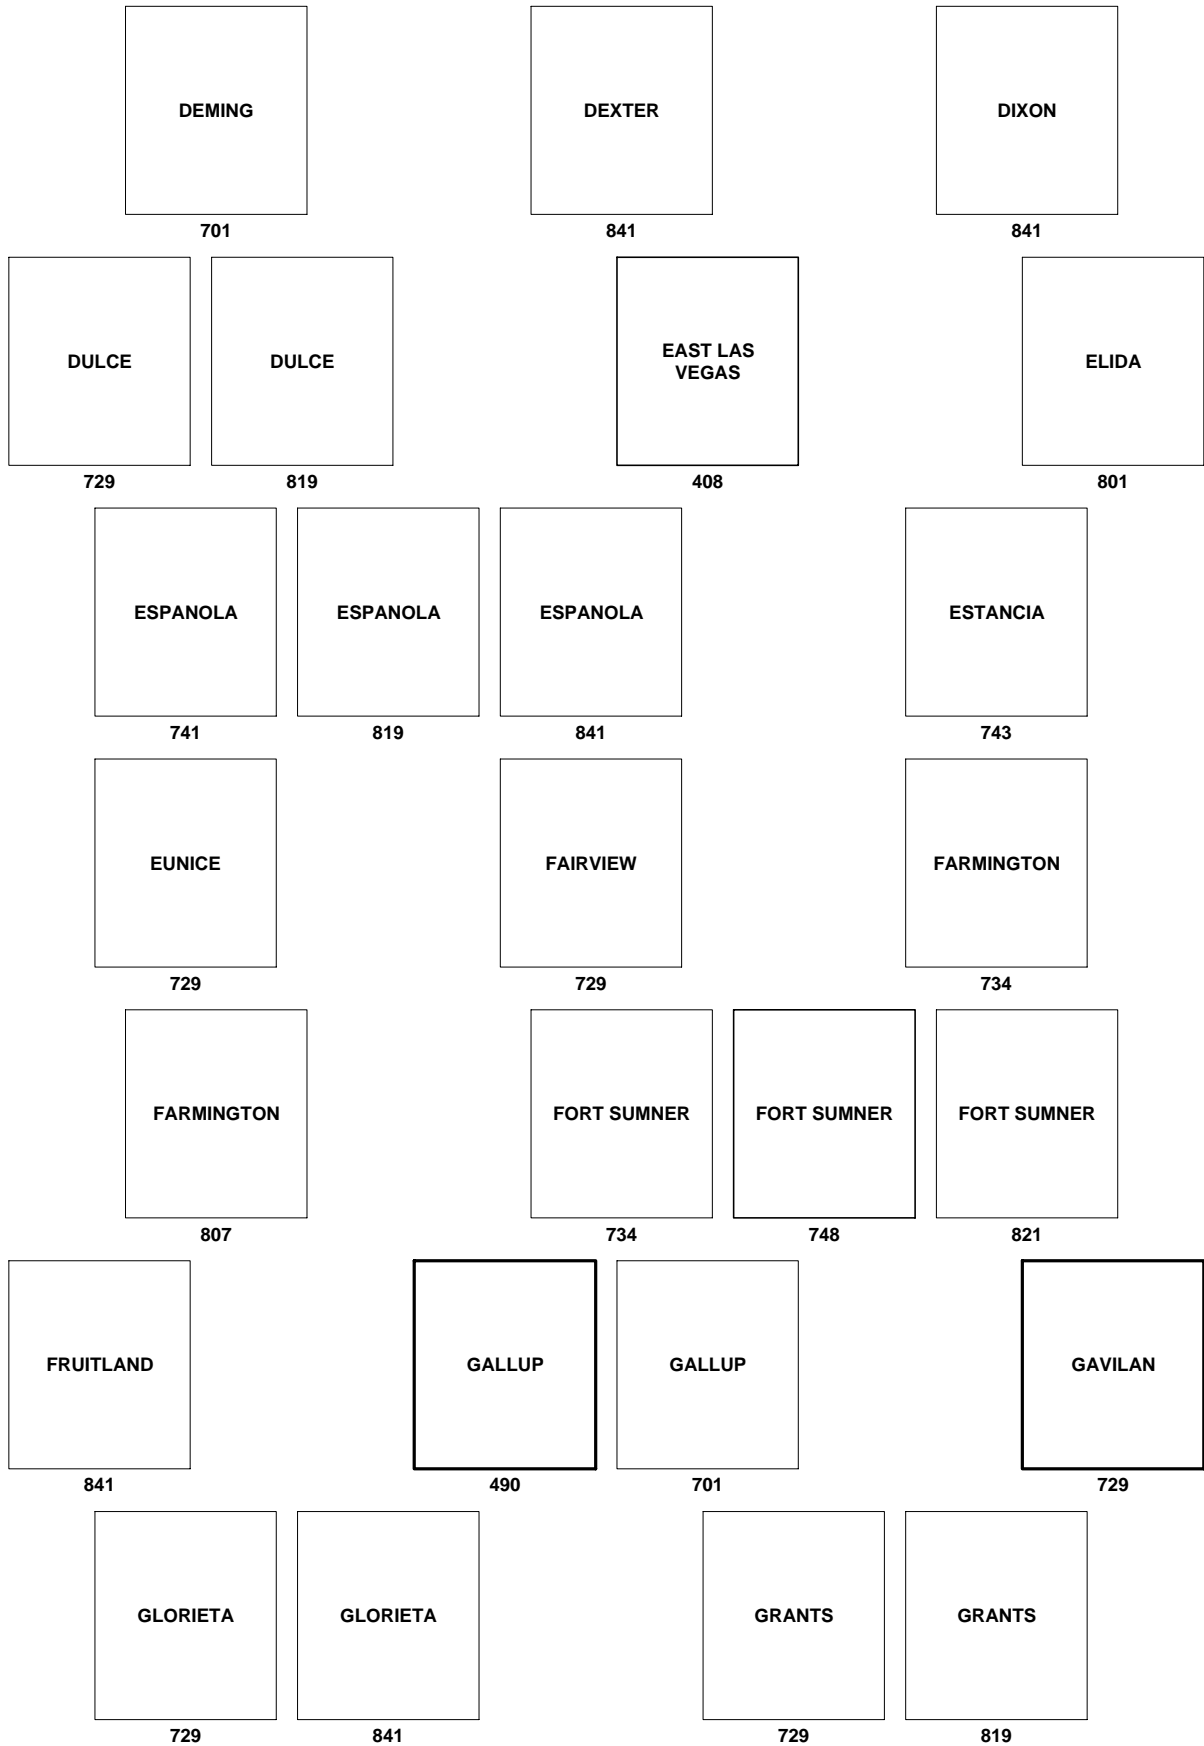 DEMING
DEXTER
DIXON
701
841
841
DULCE
DULCE
EAST LAS
VEGAS
ELIDA
729
819
408
801
ESPANOLA
ESPANOLA
ESPANOLA
ESTANCIA
741
819
841
743
EUNICE
FAIRVIEW
FARMINGTON
729
729
734
FARMINGTON
FORT SUMNER
FORT SUMNER
FORT SUMNER
807
734
748
821
FRUITLAND
GALLUP
GALLUP
GAVILAN
841
490
701
729
GLORIETA
GLORIETA
GRANTS
GRANTS
729
841
729
819